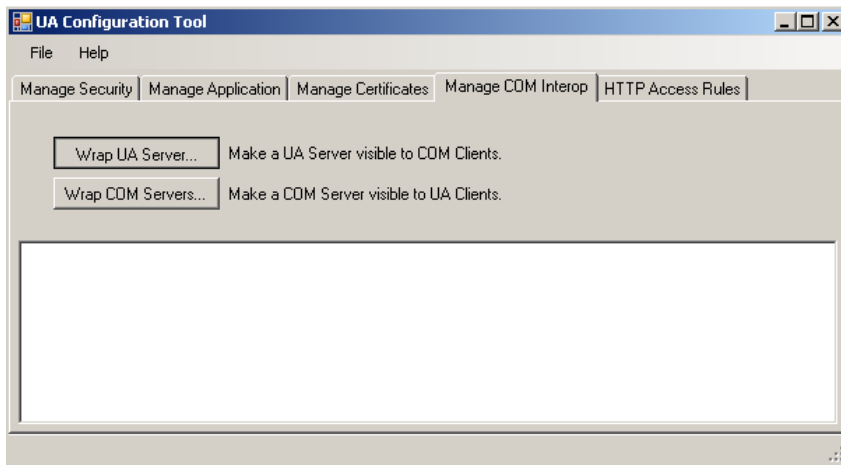 UA Configuration Tool
File Help
Manage Security Manage Application Manage Certificates Manage COM Interop HTTP Access Rules
Wrap UA Server... Make a UA Server visible to COM Clients.
Wrap COM Servers... Make a COM Server visible to UA Clients.